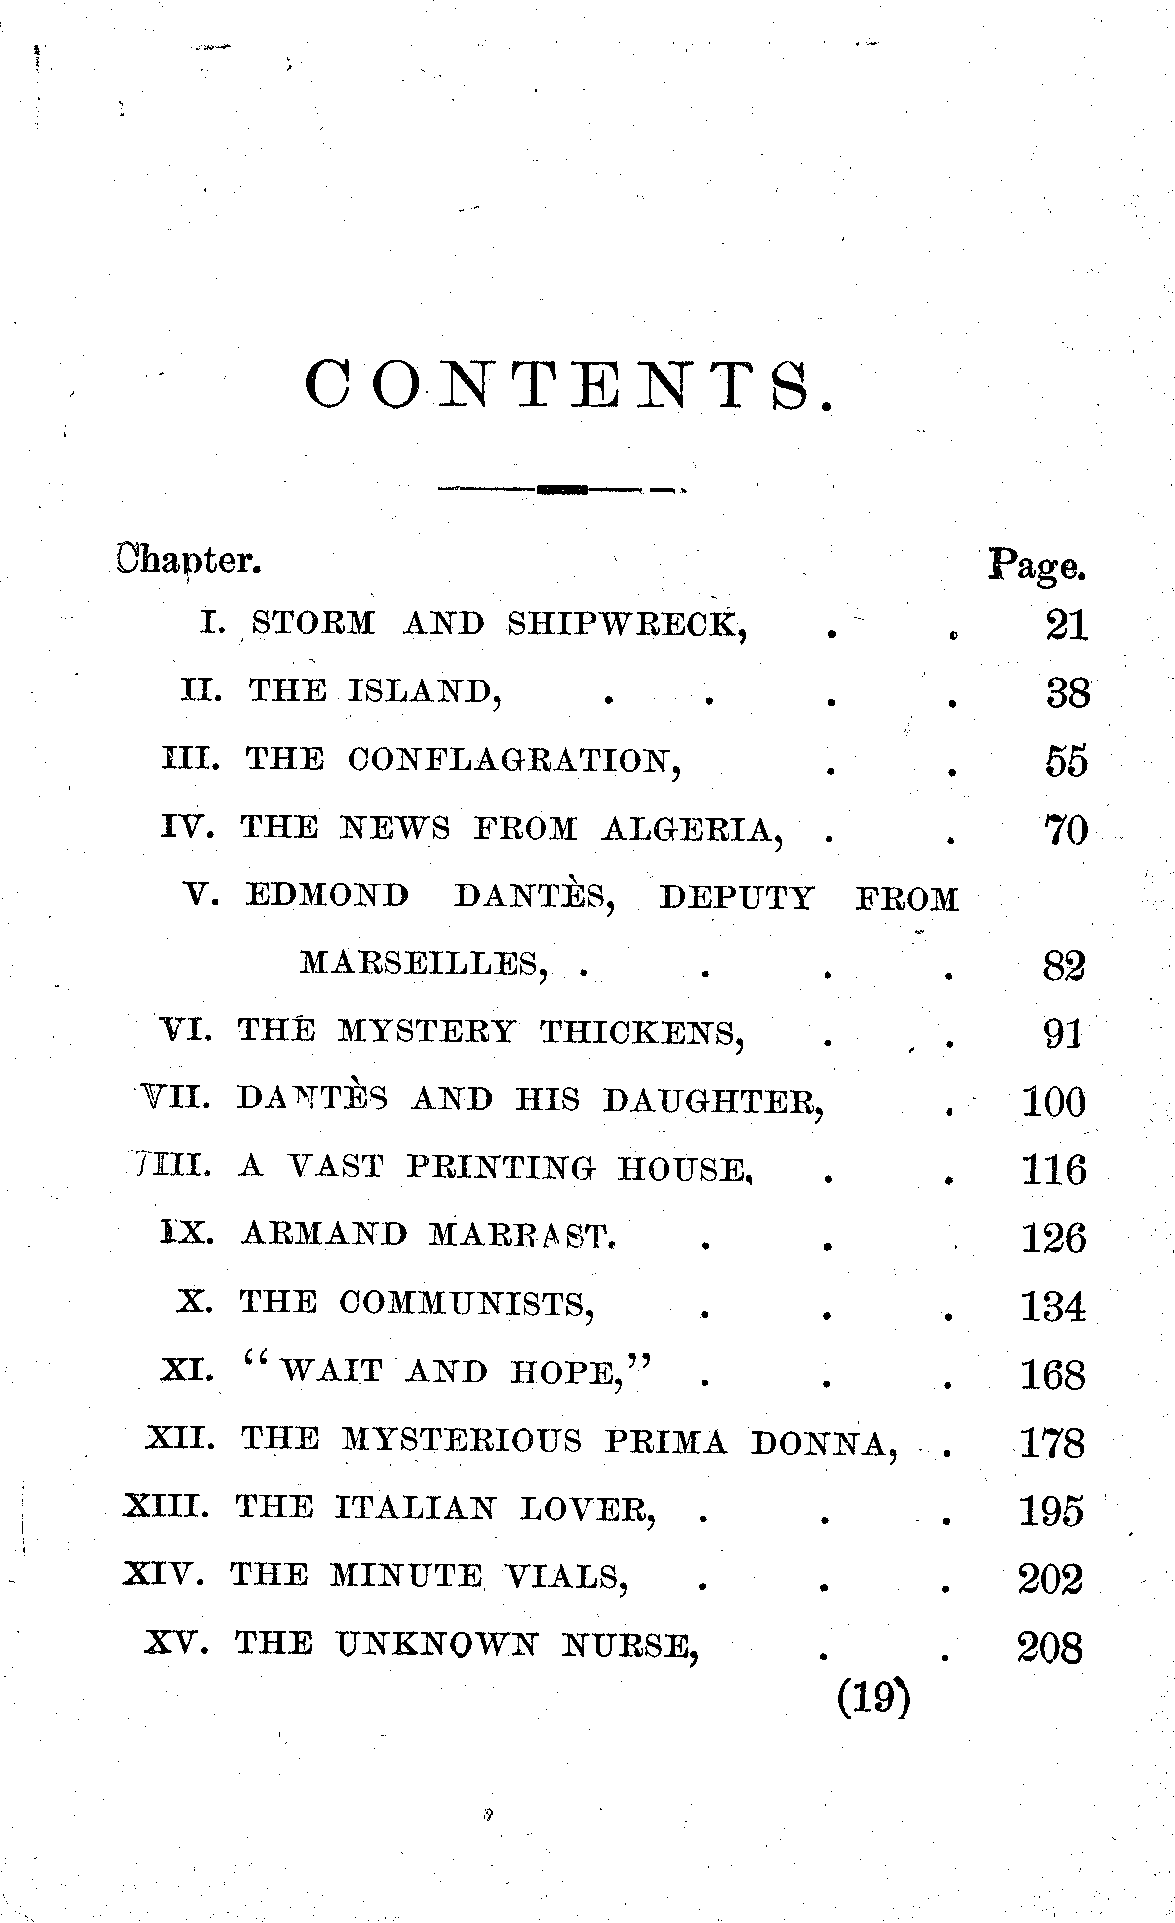 CONTENTS.
Chapter. Page.
I. STORM AND SHIPWRECK, . . 21
II. THE ISLAND, . . . . 38
III. THE CONFLAGRATION, . . 55
IV. THE NEWS FROM ALGERIA, . . 70
V. EDMOND DANTÈS, DEPUTY FROM
MARSEILLES, . . . . 82
VI. THE MYSTERY THICKENS, . . 91
VII. DANTÈS AND HIS DAUGHTER, . 100
VIII. A VAST PRINTING HOUSE, . . 116
IX. ARMAND MARRAST. . . . 126
X. THE COMMUNISTS, . . . 134
XI. “WAIT AND HOPE,” . . . 168
XII. THE MYSTERIOUS PRIMA DONNA, . 178
XIII. THE ITALIAN LOVER, . . . 195
XIV. THE MINUTE VIALS, . . . 202
XV. THE UNKNOWN NURSE, . . 208
(19)